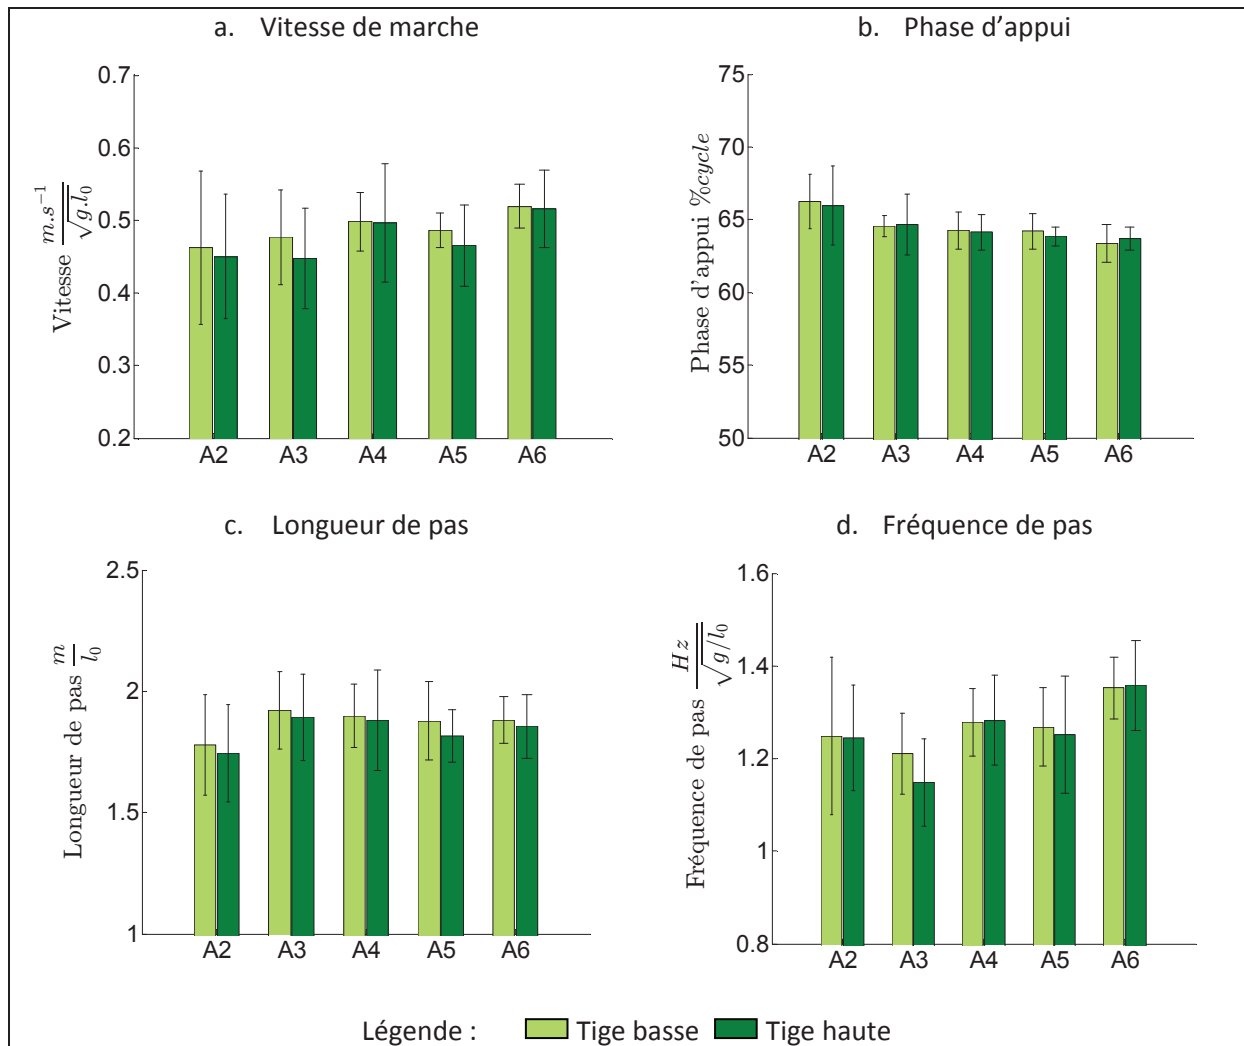 a. Vitesse de marche
0.7
0.6
0.5
0.4
0.3
0.2
Vitesse m.s⁻¹/√g.l₀
A2 A3 A4 A5 A6
b. Phase d’appui
75
70
65
60
55
50
Phase d'appui %cycle
A2 A3 A4 A5 A6
c. Longueur de pas
2.5
2
1.5
1
Longueur de pas m/l₀
A2 A3 A4 A5 A6
d. Fréquence de pas
1.6
1.4
1.2
1
0.8
Fréquence de pas Hz/√g/l₀
A2 A3 A4 A5 A6
Légende : Tige basse Tige haute